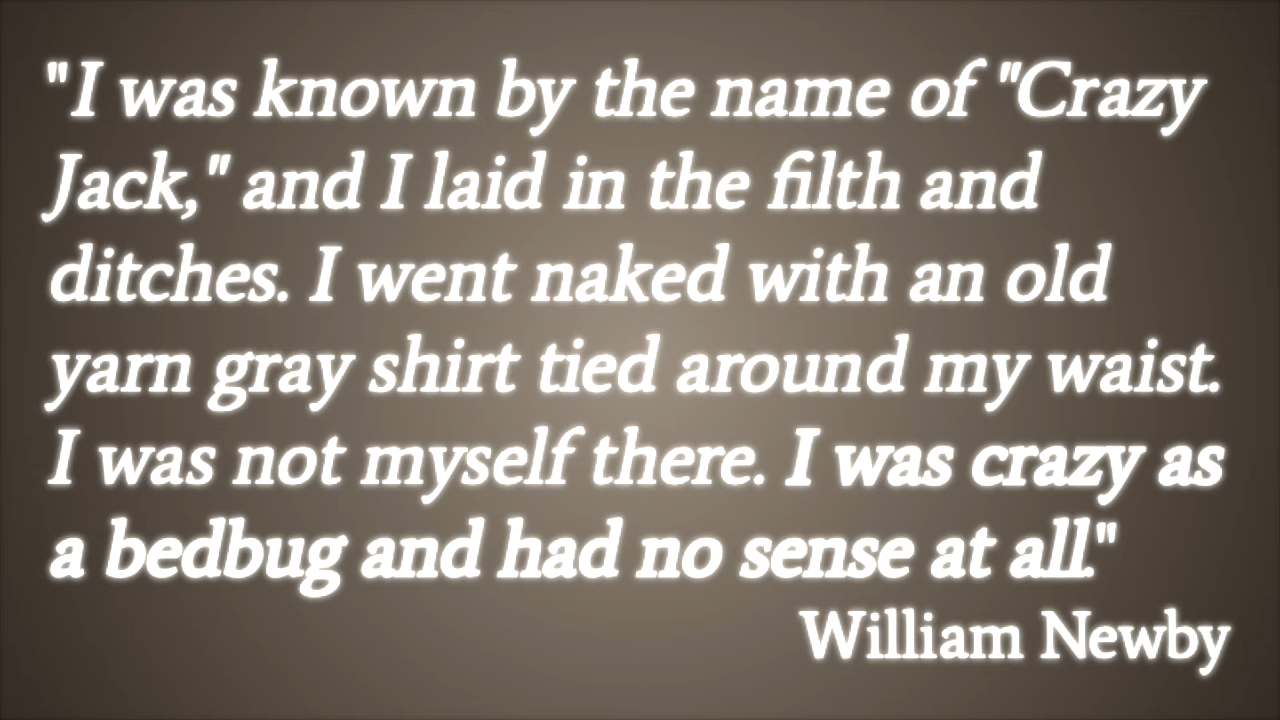 "I was known by the name of "Crazy
Jack," and I laid in the filth and
ditches. I went naked with an old
yarn gray shirt tied around my waist.
I was not myself there. I was crazy as
a bedbug and had no sense at all."
William Newby